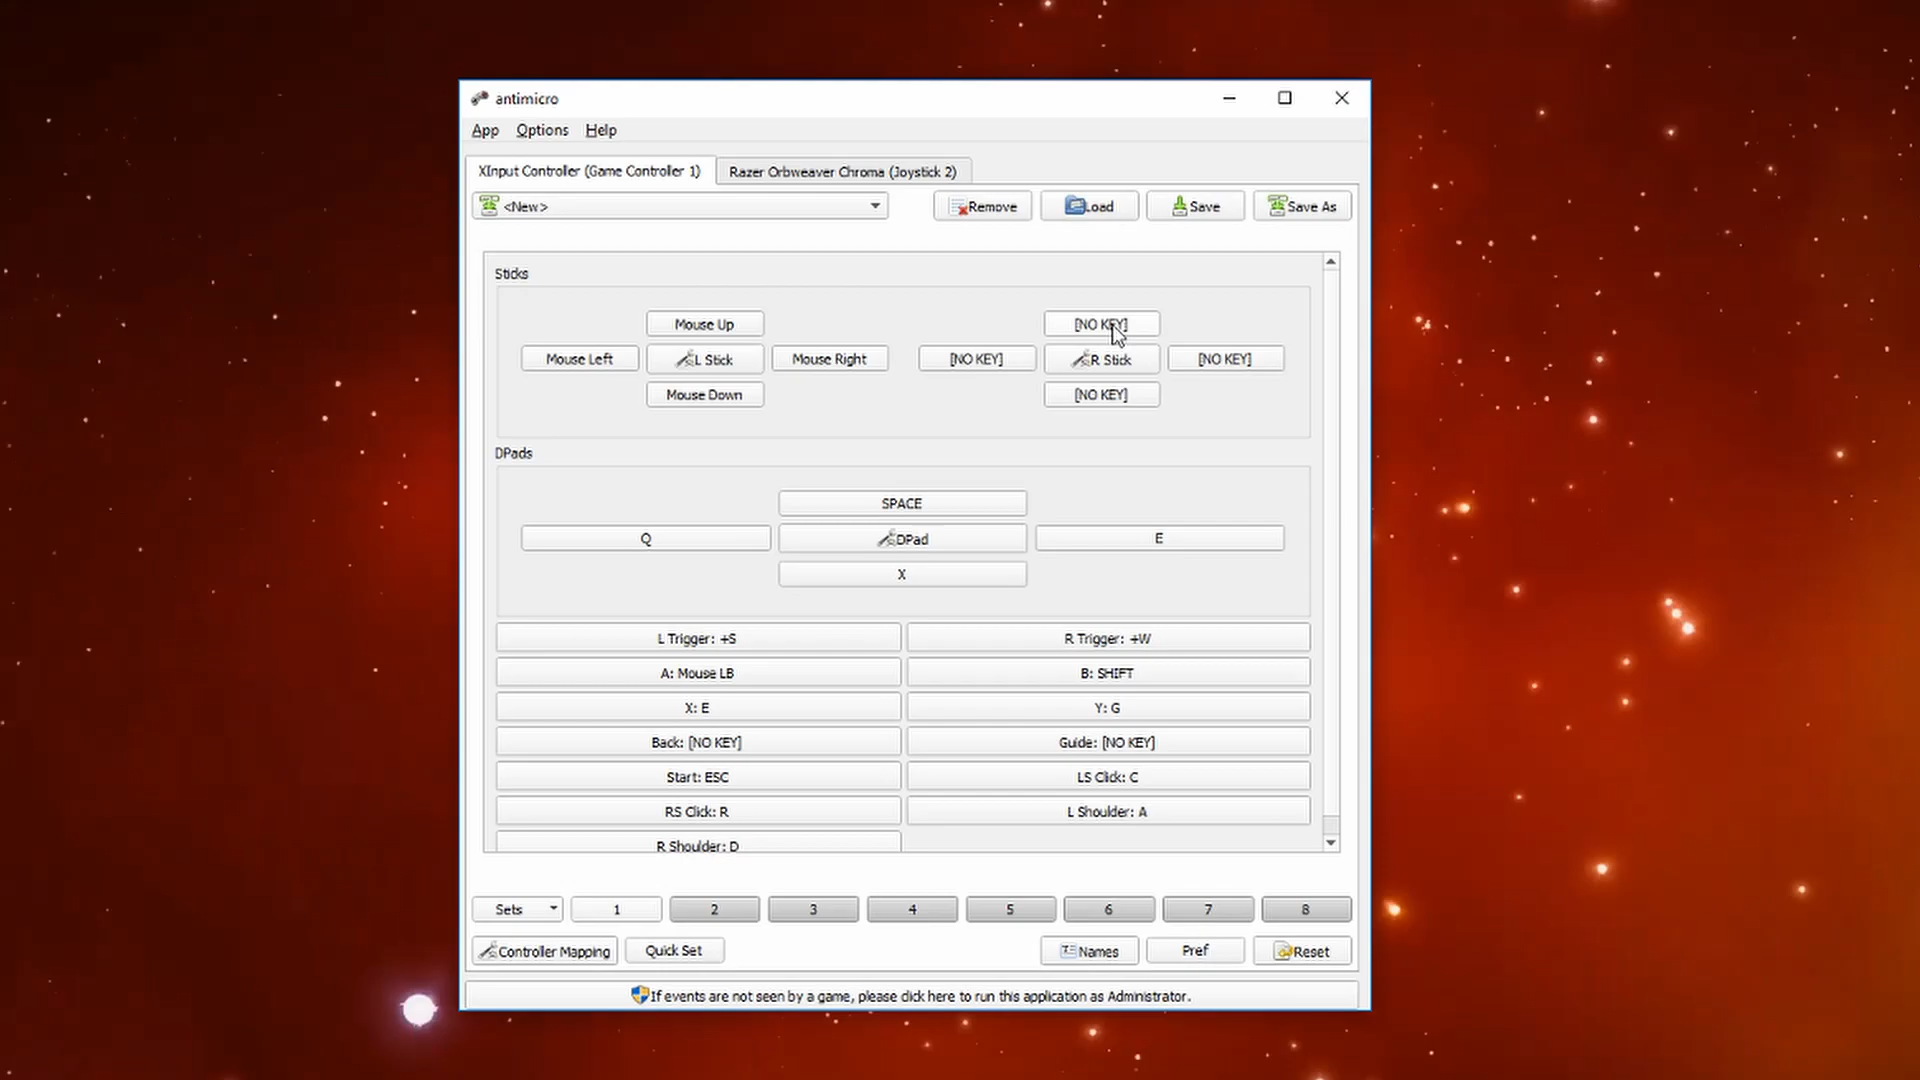 antimicro
App Options Help
XInput Controller (Game Controller 1) Razer Orbweaver Chroma (Joystick 2)
<New> Remove Load Save Save As
Sticks
Mouse Up [NO KEY]
Mouse Left L Stick Mouse Right [NO KEY] R Stick [NO KEY]
Mouse Down [NO KEY]
DPads
SPACE
Q DPad E
X
L Trigger: +S R Trigger: +W
A: Mouse LB B: SHIFT
X: E Y: G
Back: [NO KEY] Guide: [NO KEY]
Start: ESC LS Click: C
RS Click: R L Shoulder: A
R Shoulder: D
Sets 1 2 3 4 5 6 7 8
Controller Mapping Quick Set Names Pref Reset
If events are not seen by a game, please click here to run this application as Administrator.